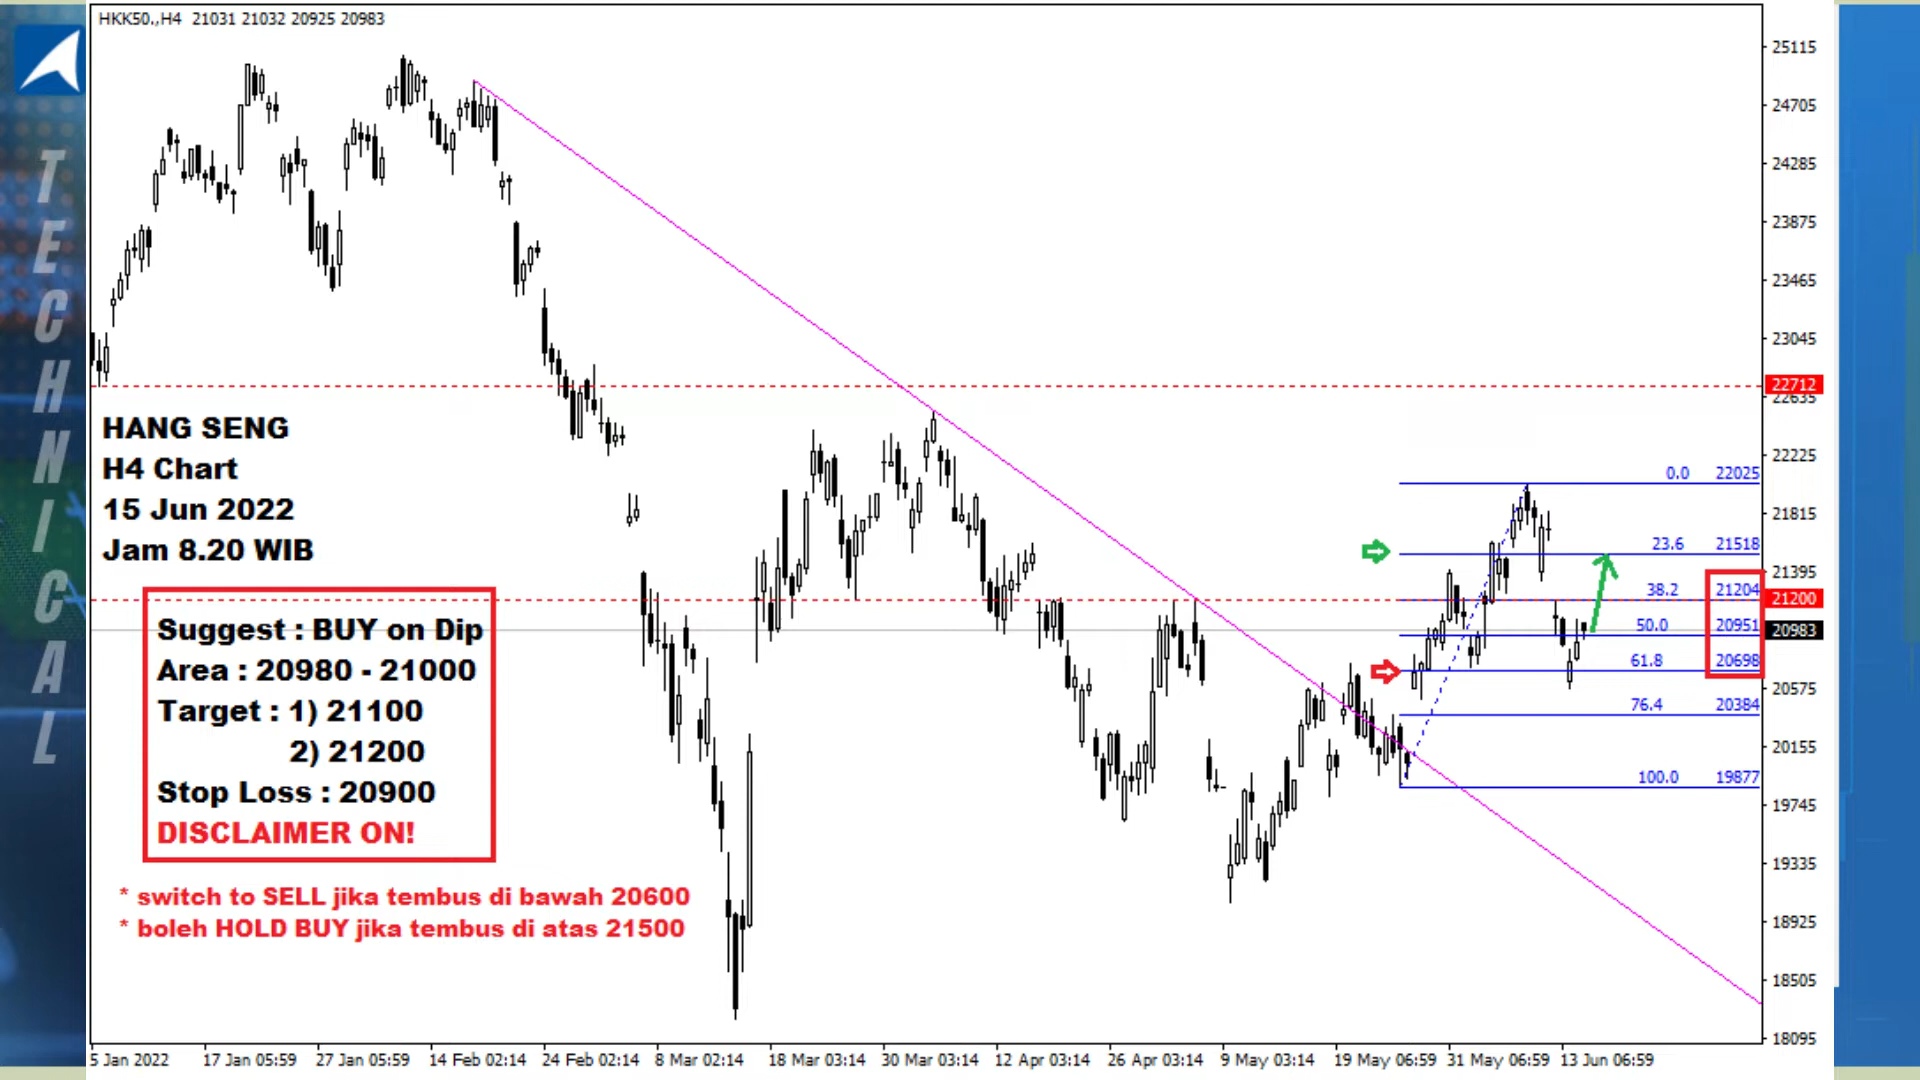 HKK50.,H4 21031 21032 20925 20983
TECHNICAL
HANG SENG
H4 Chart
15 Jun 2022
Jam 8.20 WIB
Suggest : BUY on Dip
Area : 20980 - 21000
Target : 1) 21100
2) 21200
Stop Loss : 20900
DISCLAIMER ON!
* switch to SELL jika tembus di bawah 20600
* boleh HOLD BUY jika tembus di atas 21500
0.0 22025
23.6 21518
38.2 21204
50.0 20951
61.8 20698
76.4 20384
100.0 19877
25115
24705
24285
23875
23465
23045
22712
22635
22225
21815
21395
21200
20983
20575
20155
19745
19335
18925
18505
18095
5 Jan 2022 17 Jan 05:59 27 Jan 05:59 14 Feb 02:14 24 Feb 02:14 8 Mar 02:14 18 Mar 03:14 30 Mar 03:14 12 Apr 03:14 26 Apr 03:14 9 May 03:14 19 May 06:59 31 May 06:59 13 Jun 06:59